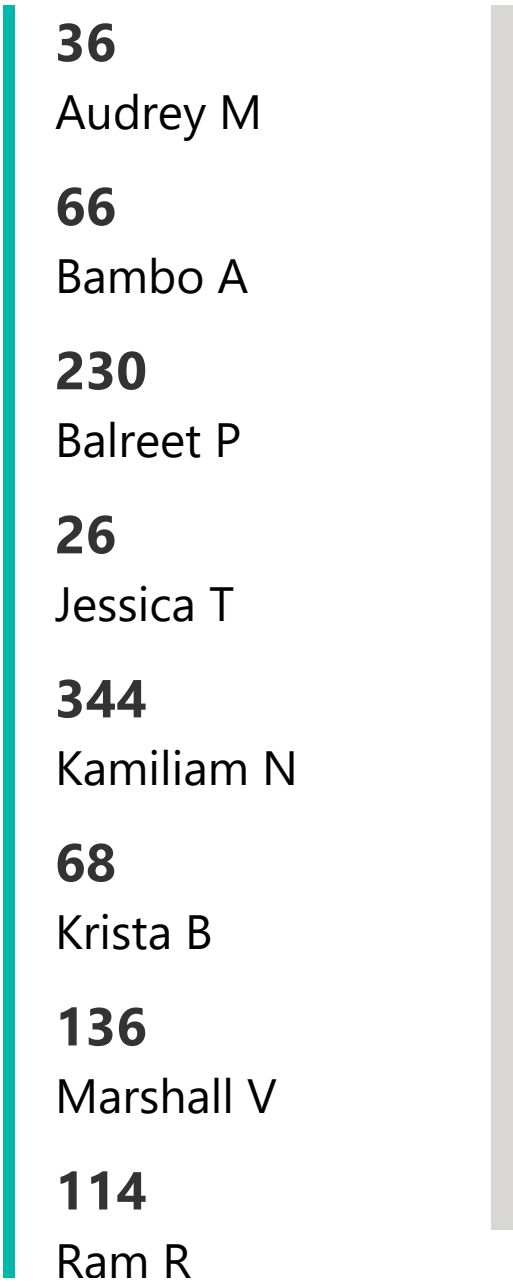 36
Audrey M
66
Bambo A
230
Balreet P
26
Jessica T
344
Kamiliam N
68
Krista B
136
Marshall V
114
Ram R